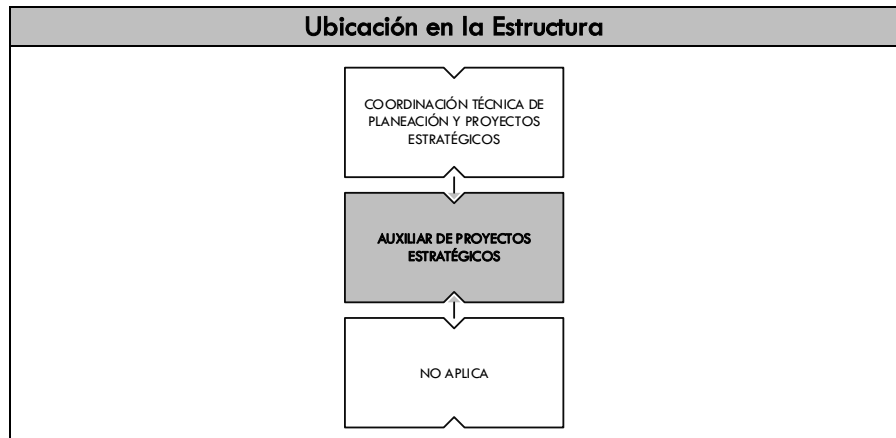 Ubicación en la Estructura
COORDINACIÓN TÉCNICA DE
PLANEACIÓN Y PROYECTOS
ESTRATÉGICOS
AUXILIAR DE PROYECTOS
ESTRATÉGICOS
NO APLICA